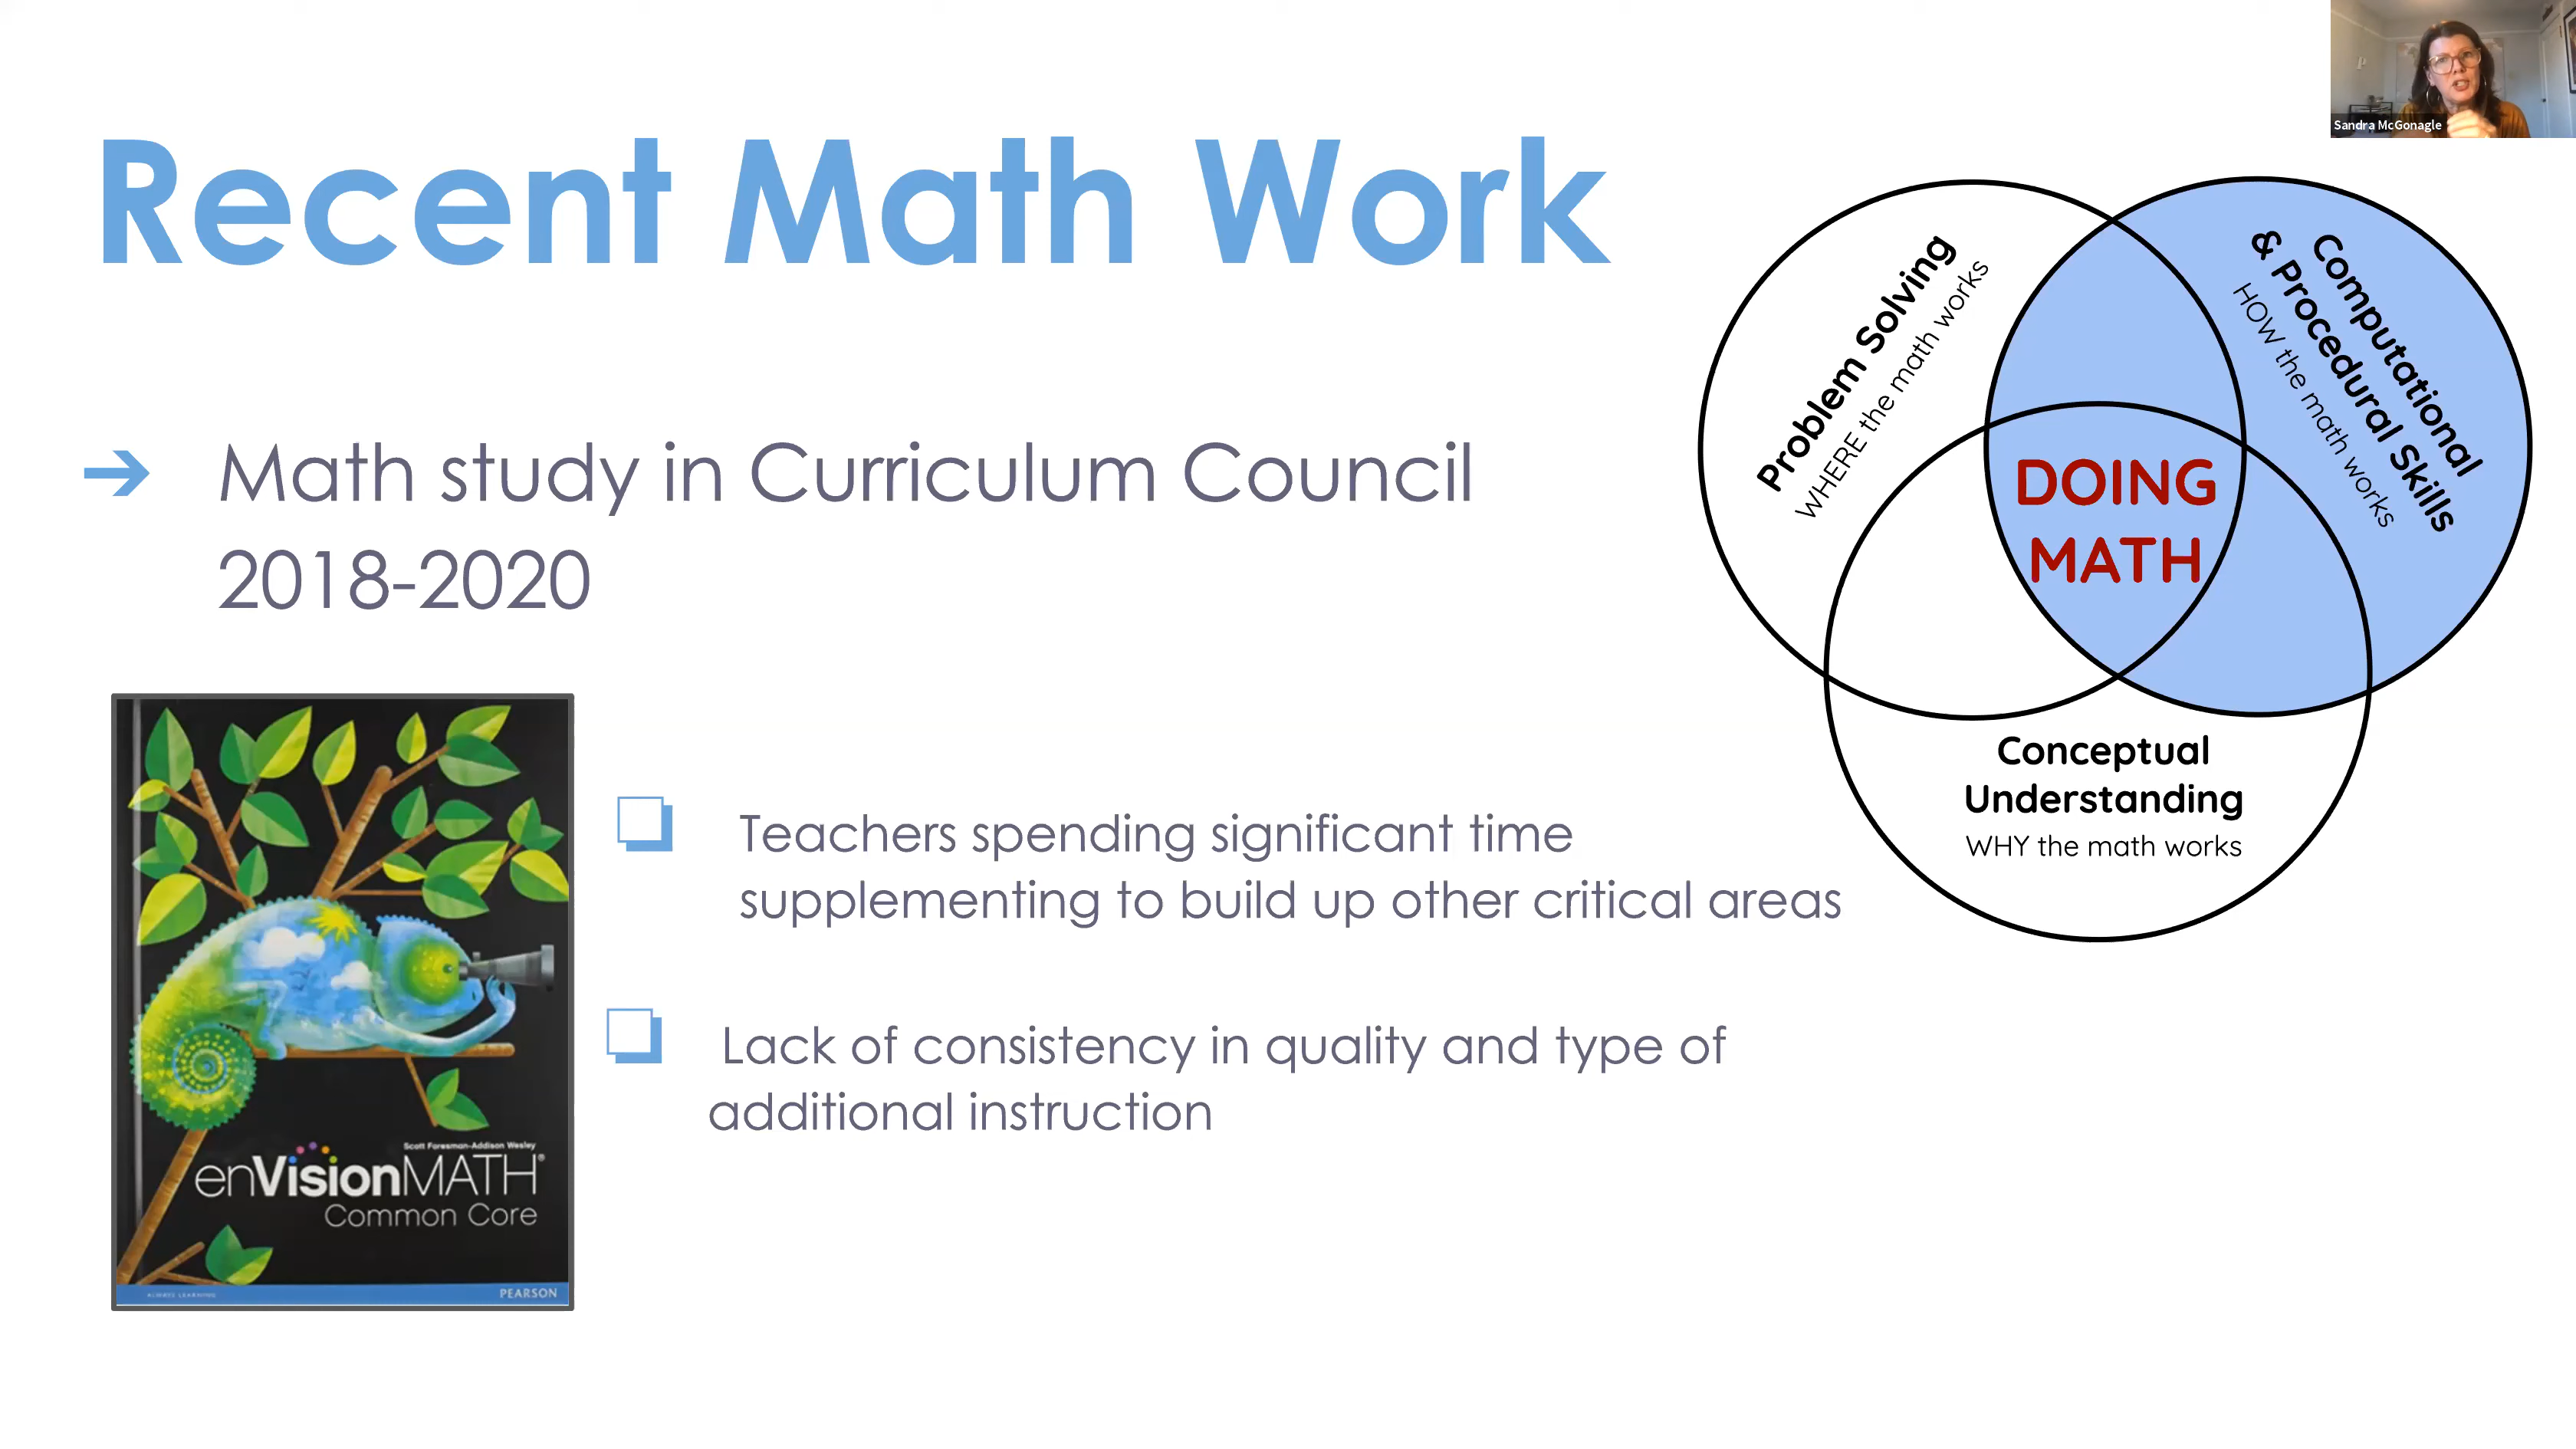 Sandra McGonagle
Recent Math Work
Math study in Curriculum Council
2018-2020
Problem Solving
WHERE the math works
Computational
& Procedural Skills
HOW the math works
DOING
MATH
Conceptual
Understanding
WHY the math works
Teachers spending significant time
supplementing to build up other critical areas
Lack of consistency in quality and type of
additional instruction
Scott Foresman-Addison Wesley
enVisionMATH®
Common Core
ALWAYS LEARNING
PEARSON